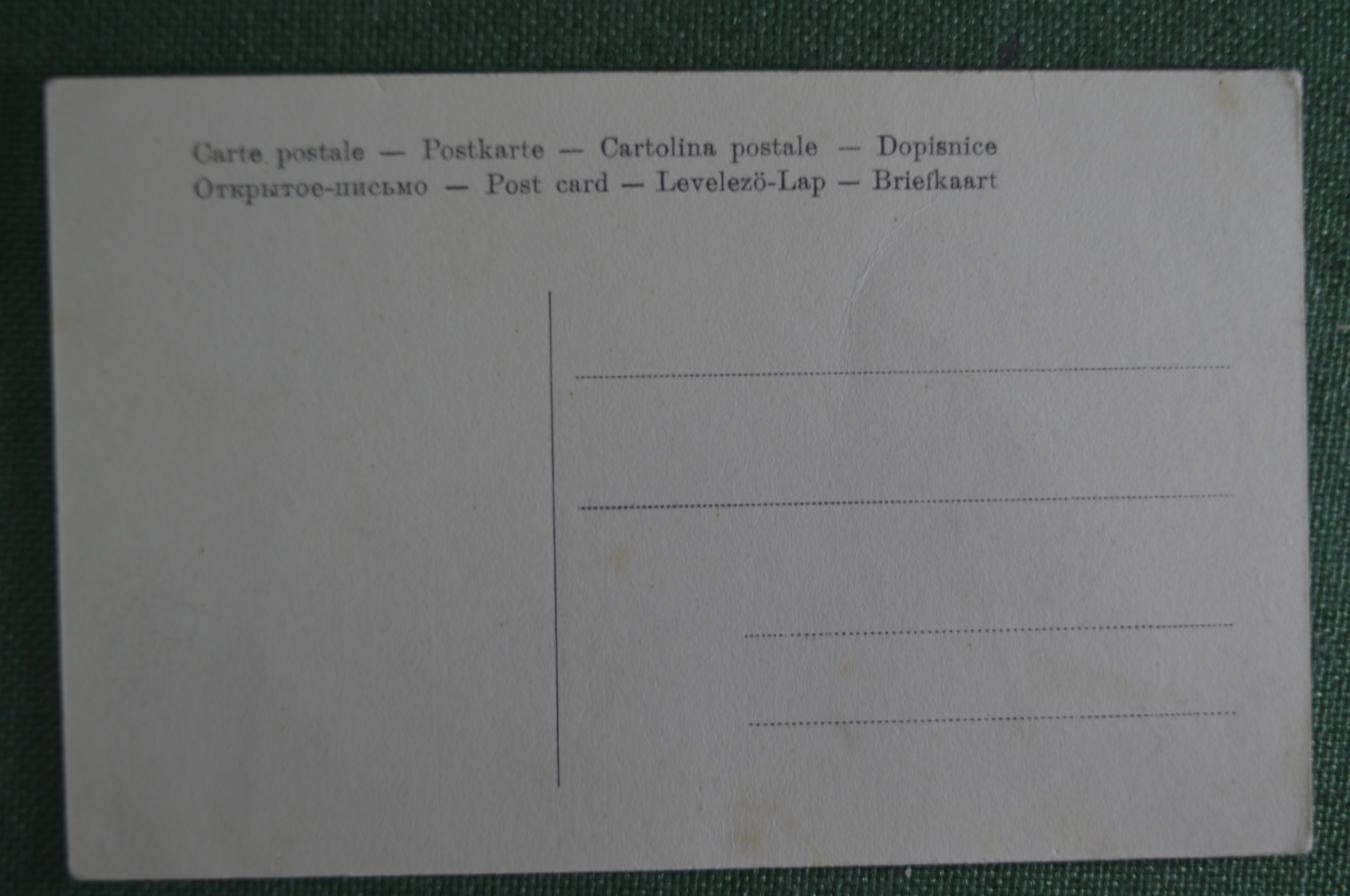 Carte postale — Postkarte — Cartolina postale — Dopisnice
Открытое-письмо — Post card — Levelezö-Lap — Briefkaart